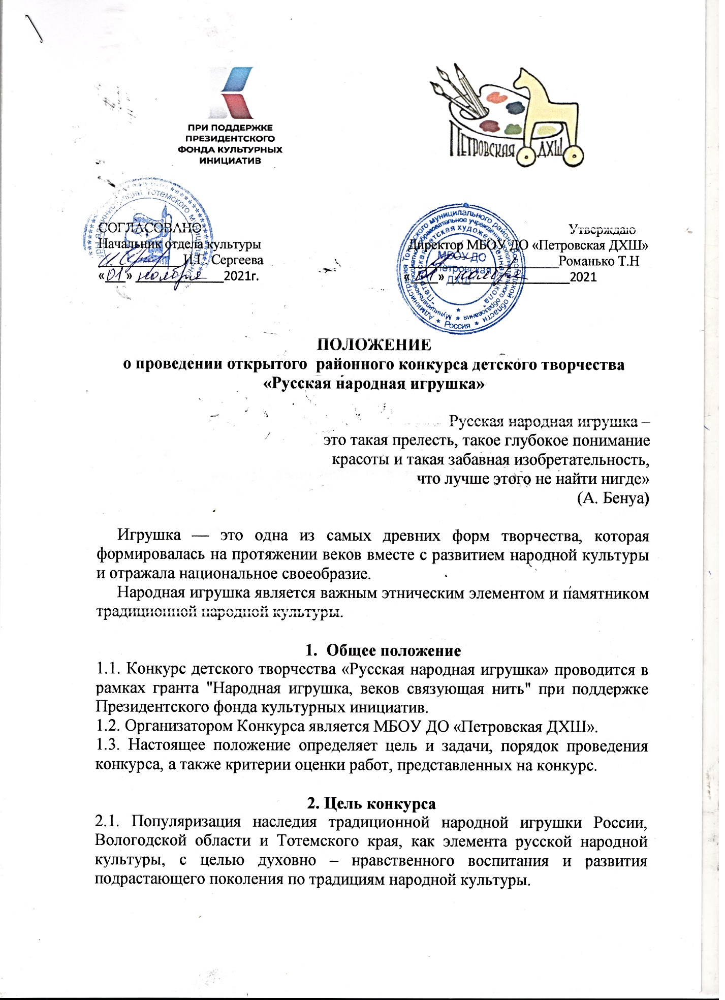 ПРИ ПОДДЕРЖКЕ
ПРЕЗИДЕНТСКОГО
ФОНДА КУЛЬТУРНЫХ
ИНИЦИАТИВ
ПЕТРОВСКАЯ ДХШ
СОГЛАСОВАНО
Начальник отдела культуры
Сергеева
«01» ноября 2021г.
Утверждаю
Директор МБОУ ДО «Петровская ДХШ»
Романько Т.Н
«01» ноября 2021
МБОУ ДО
"Петровская
ДХШ"
ПОЛОЖЕНИЕ
о проведении открытого районного конкурса детского творчества
«Русская народная игрушка»
Русская народная игрушка –
это такая прелесть, такое глубокое понимание
красоты и такая забавная изобретательность,
что лучше этого не найти нигде»
(А. Бенуа)
Игрушка — это одна из самых древних форм творчества, которая
формировалась на протяжении веков вместе с развитием народной культуры
и отражала национальное своеобразие.
Народная игрушка является важным этническим элементом и памятником
традиционной народной культуры.
1. Общее положение
1.1. Конкурс детского творчества «Русская народная игрушка» проводится в
рамках гранта "Народная игрушка, веков связующая нить" при поддержке
Президентского фонда культурных инициатив.
1.2. Организатором Конкурса является МБОУ ДО «Петровская ДХШ».
1.3. Настоящее положение определяет цель и задачи, порядок проведения
конкурса, а также критерии оценки работ, представленных на конкурс.
2. Цель конкурса
2.1. Популяризация наследия традиционной народной игрушки России,
Вологодской области и Тотемского края, как элемента русской народной
культуры, с целью духовно – нравственного воспитания и развития
подрастающего поколения по традициям народной культуры.